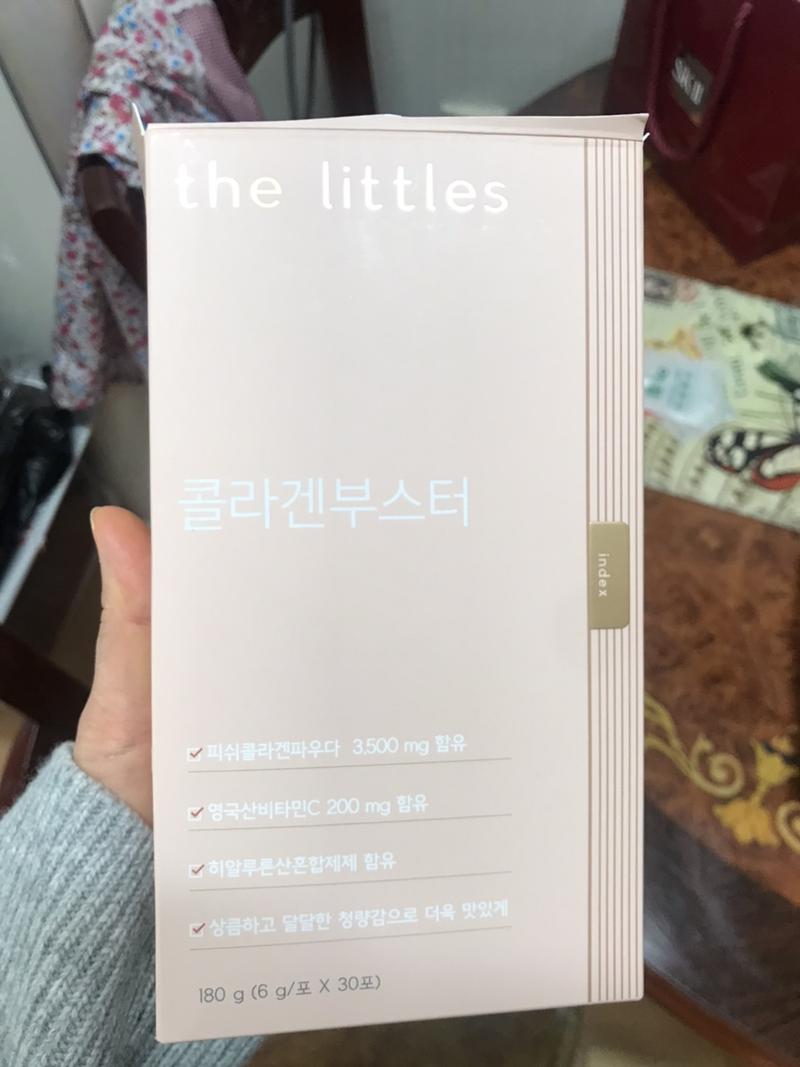 SK-II
the littles
콜라겐부스터
index
피쉬콜라겐파우다 3,500 mg 함유
영국산비타민C 200 mg 함유
히알루론산혼합제제 함유
상큼하고 달달한 청량감으로 더욱 맛있게
180 g (6 g/포 X 30포)